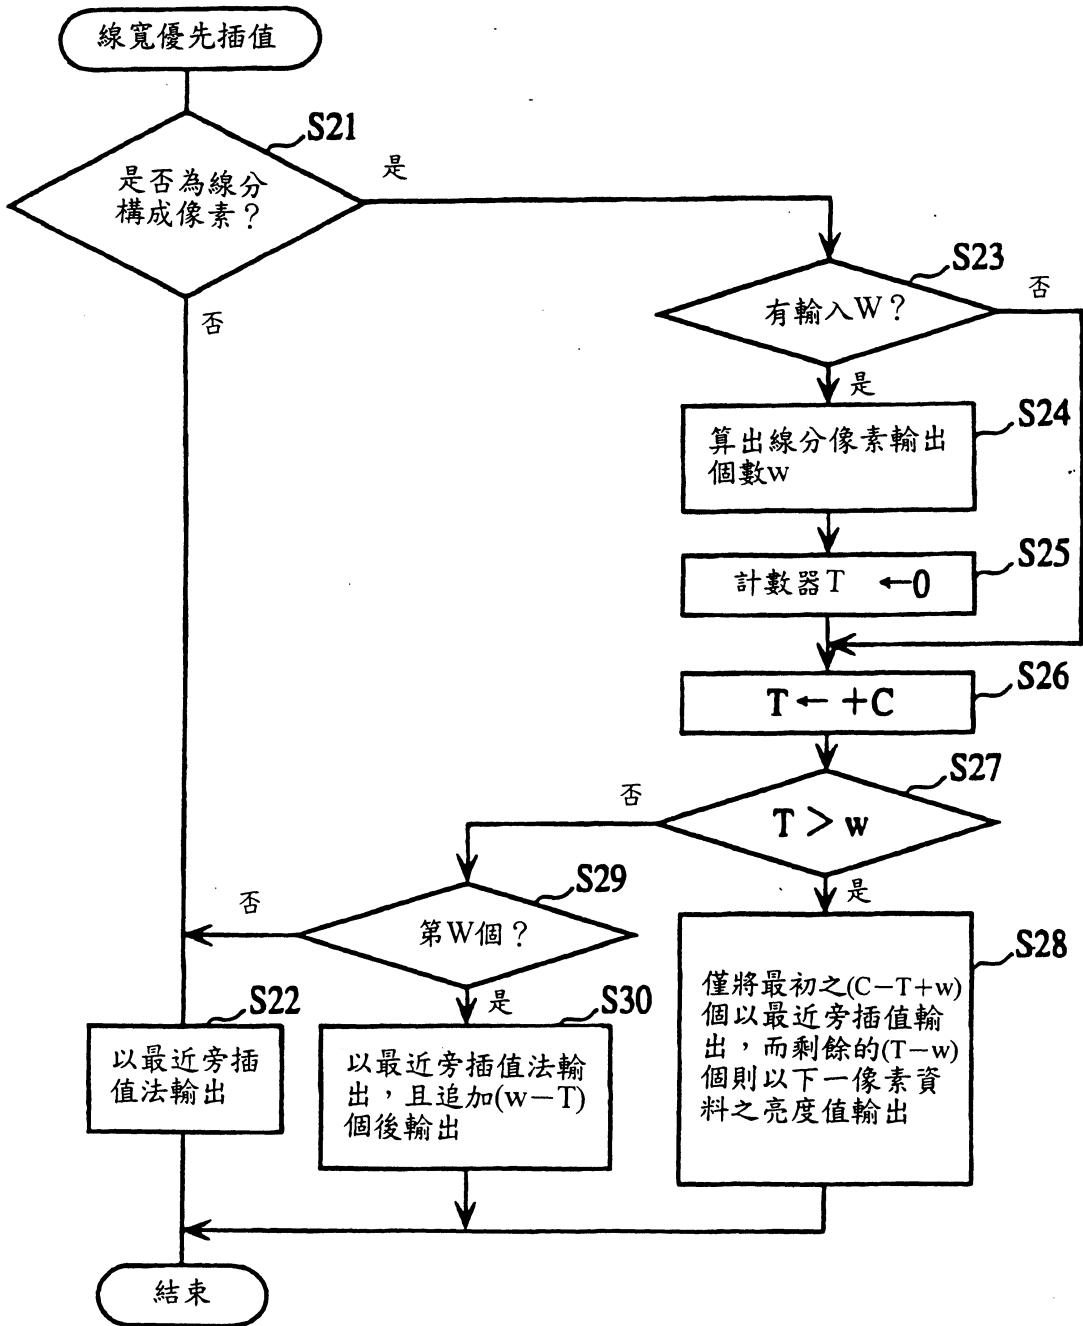 線寬優先插值
S21
是否為線分
構成像素？
是
否
S23
有輸入W？
否
是
S24
算出線分像素輸出
個數w
S25
計數器T ←0
S26
T← +C
S27
T＞w
否
是
S29
第W個？
否
是
S28
僅將最初之(C−T+w)
個以最近旁插值輸
出，而剩餘的(T−w)
個則以下一像素資
料之亮度值輸出
S22
以最近旁插
值法輸出
S30
以最近旁插值法輸
出，且追加(w−T)
個後輸出
結束